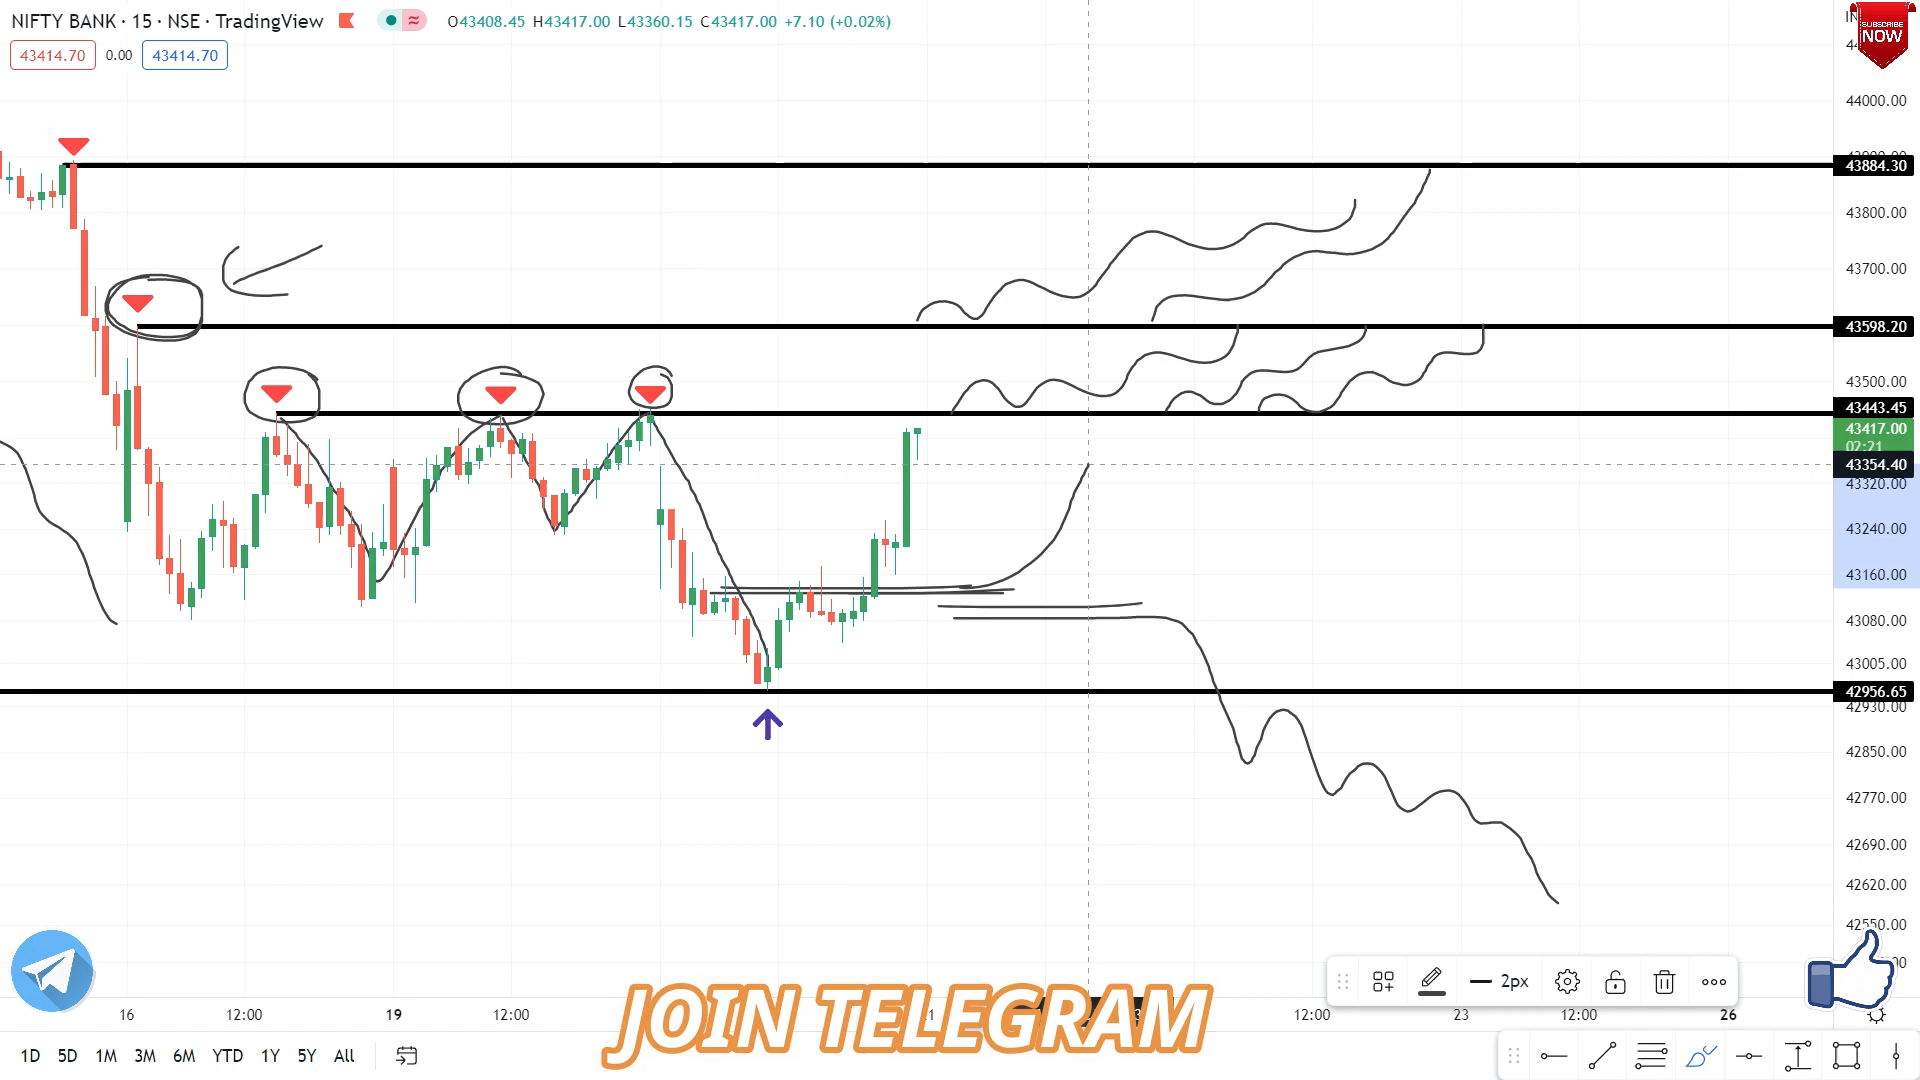 NIFTY BANK · 15 · NSE · TradingView
O43408.45 H43417.00 L43360.15 C43417.00 +7.10 (+0.02%)
43414.70 0.00 43414.70
SUBSCRIBE
NOW
44000.00
43884.30
43800.00
43700.00
43598.20
43500.00
43443.45
43417.00
02:21
43354.40
43320.00
43240.00
43160.00
43080.00
43005.00
42956.65
42930.00
42850.00
42770.00
42690.00
42620.00
42550.00
2px
JOIN TELEGRAM
16 12:00 19 12:00 12:00 23 12:00 26
1D 5D 1M 3M 6M YTD 1Y 5Y All